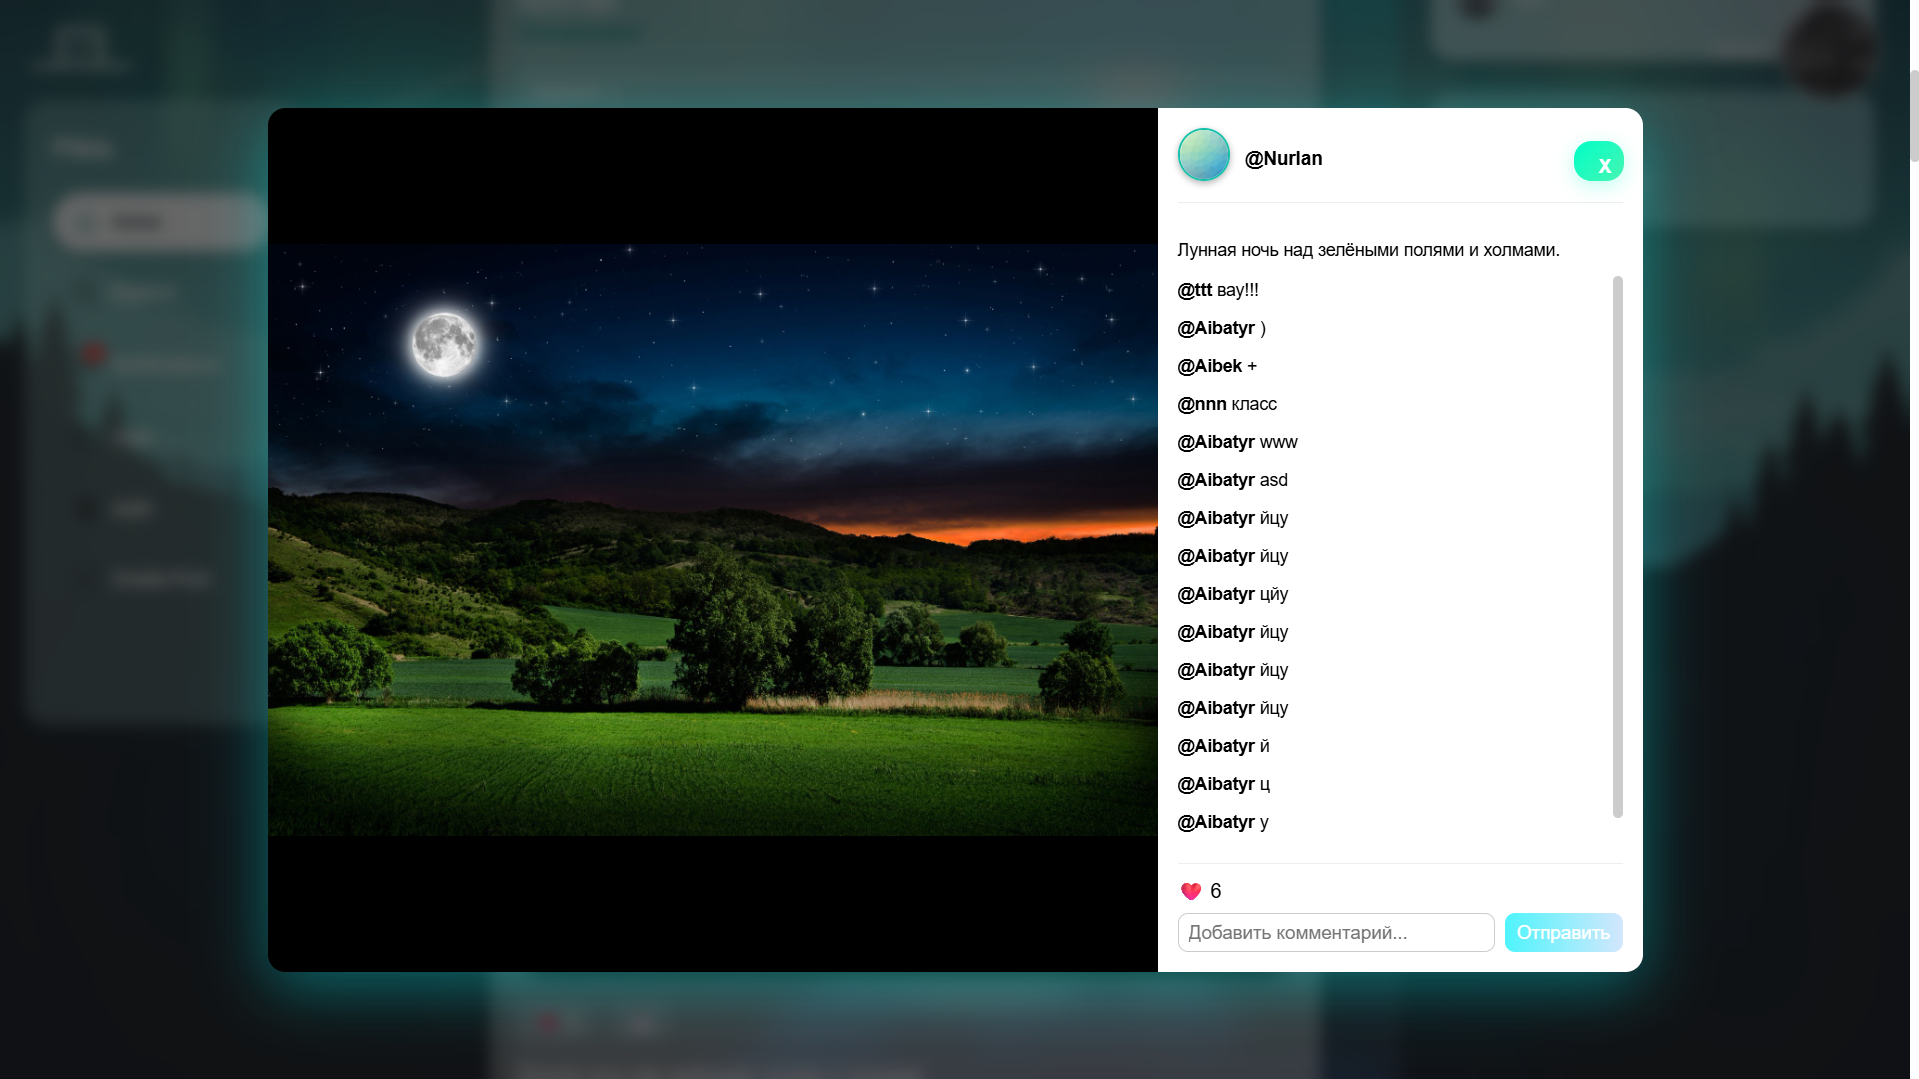 @Nurlan
x
Лунная ночь над зелёными полями и холмами.
@ttt вау!!!
@Aibatyr )
@Aibek +
@nnn класс
@Aibatyr www
@Aibatyr asd
@Aibatyr йцу
@Aibatyr йцу
@Aibatyr цйу
@Aibatyr йцу
@Aibatyr йцу
@Aibatyr йцу
@Aibatyr й
@Aibatyr ц
@Aibatyr у
6
Добавить комментарий...
Отправить